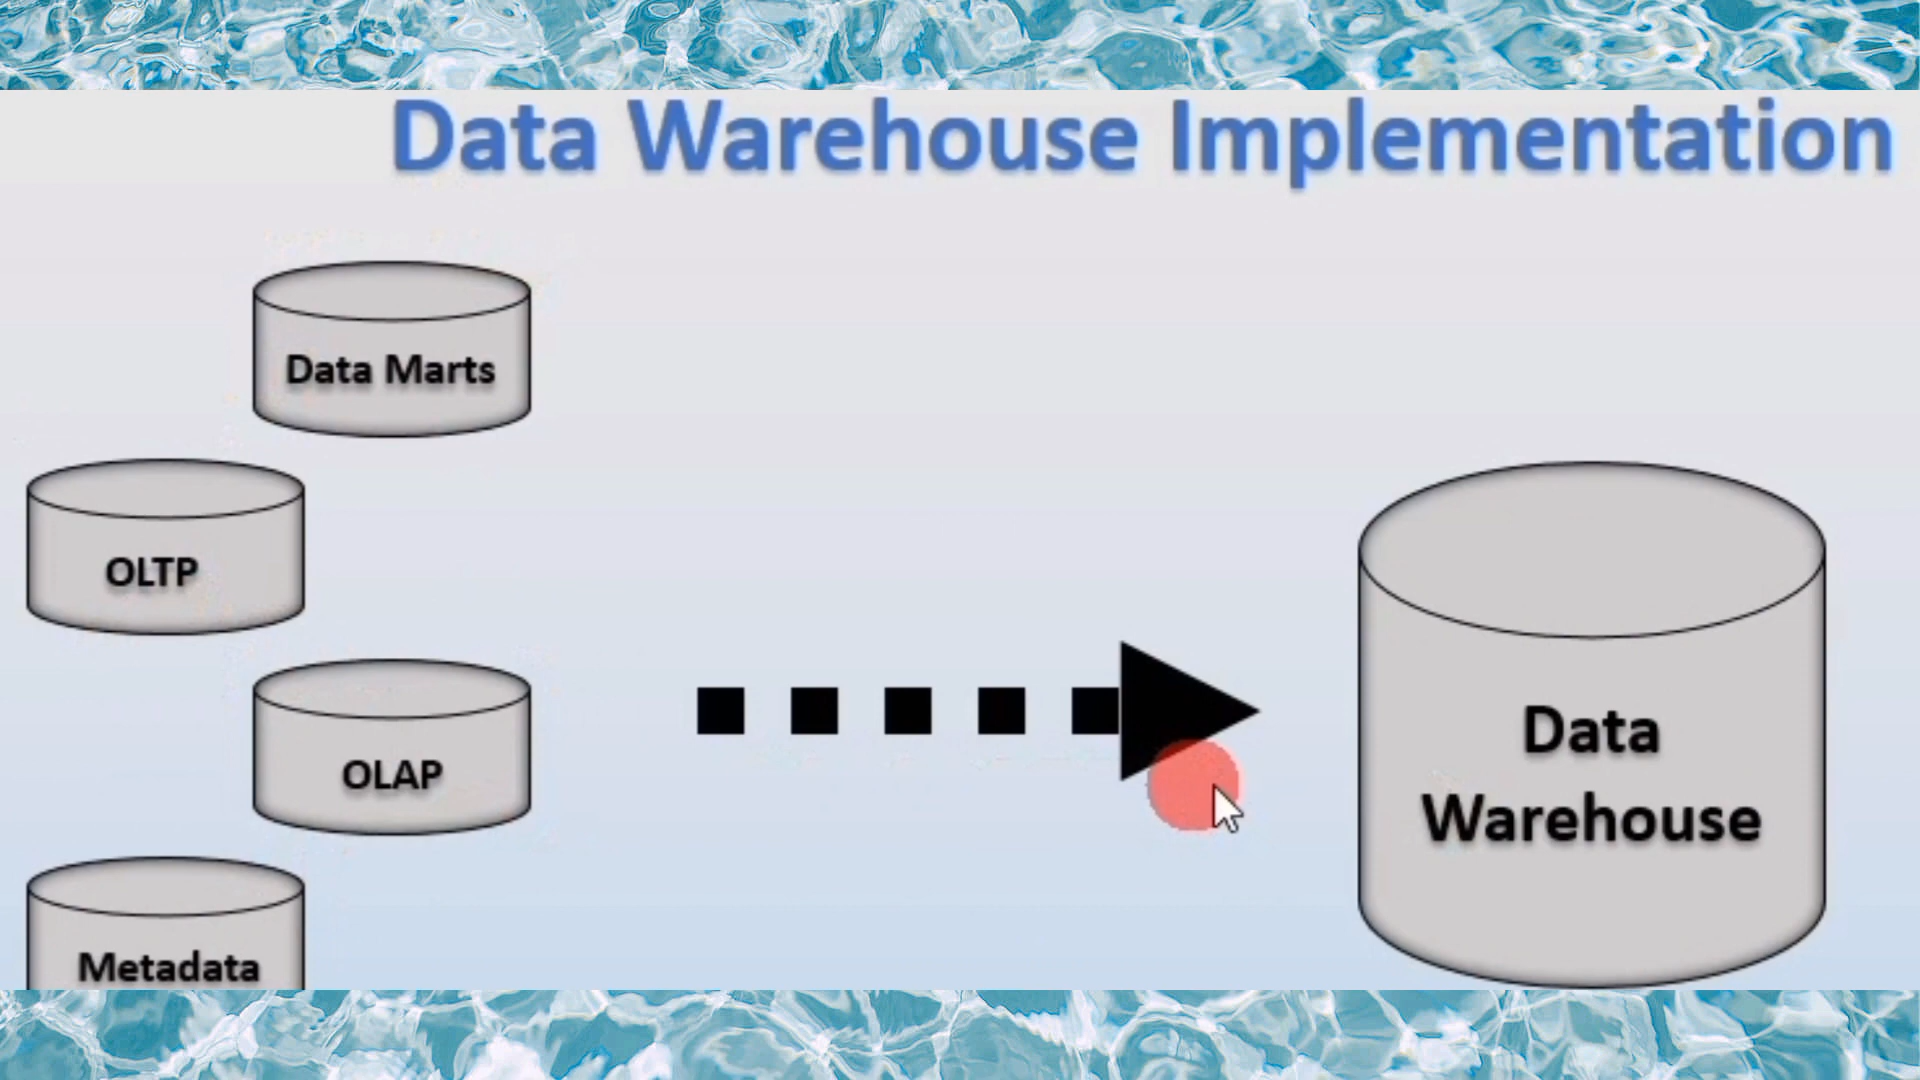 Data Warehouse Implementation
Data Marts
OLTP
OLAP
Metadata
Data
Warehouse